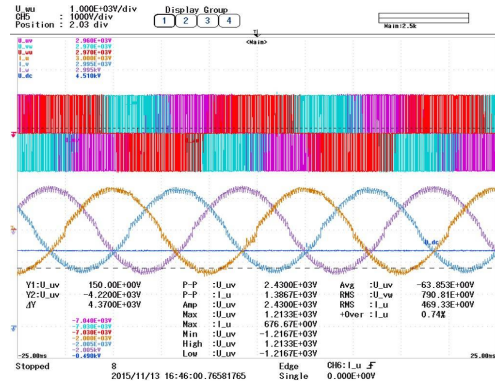 U_wu 1.000E+03V/div
CH5 : 1000V/div
Position : 2.03 div
Display Group
1 2 3 4
Main:2.5k
<Main>
U_uv 2.960E+03V
U_vw 2.970E+03V
U_wu 2.970E+03V
I_u 3.000E+03V
I_v 2.995E+03V
I_w 2.995kV
U_dc 4.510kV
U_dc
Y1:U_uv 150.00E+00V P-P :U_uv 2.4300E+03V Avg :U_uv -63.853E+00V
Y2:U_uv -4.2200E+03V P-P :I_u 1.3867E+03V RMS :U_vw 790.81E+00V
ΔY 4.3700E+03V Amp :U_uv 2.4300E+03V RMS :I_u 469.33E+00V
Max :U_uv 1.2133E+03V +Over :I_u 0.74%
Max :I_u 676.67E+00V
Min :U_uv -1.2167E+03V
High :U_uv 1.2133E+03V
Low :U_uv -1.2167E+03V
-7.040E+03V
-7.030E+03V
-7.030E+03V
-2.000E+03V
-2.005E+03V
-2.005kV
-0.490kV
-25.00ms 25.00ms
Stopped 8 Edge CH6:I_u
2015/11/13 16:46:00.76581765 Single 0.000E+00V